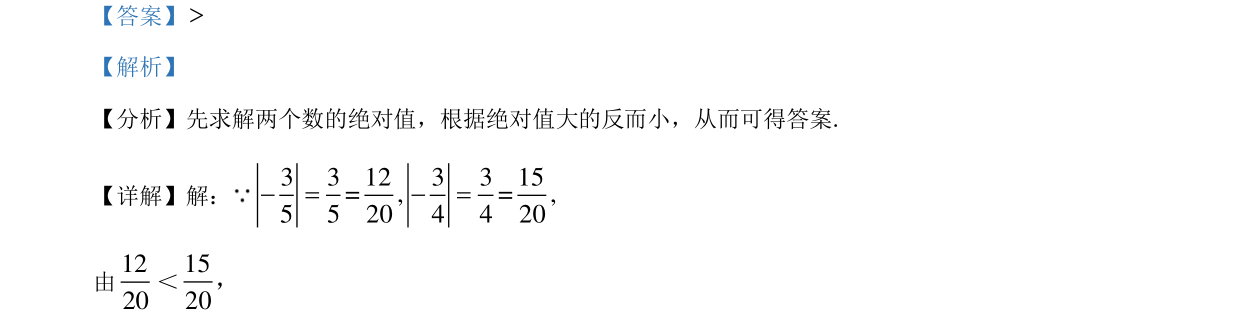 【答案】>
【解析】
【分析】先求解两个数的绝对值，根据绝对值大的反而小，从而可得答案.
【详解】解：∵|-3/5|=3/5=12/20,|-3/4|=3/4=15/20,
由12/20＜15/20，